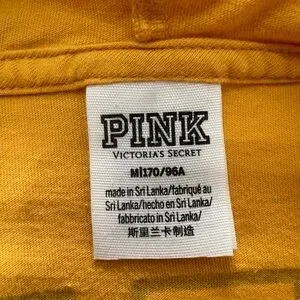 PINK
VICTORIA'S SECRET
M|170/96A
made in Sri Lanka/fabriqué au
Sri Lanka/hecho en Sri Lanka/
fabbricato in Sri Lanka/
斯里兰卡制造